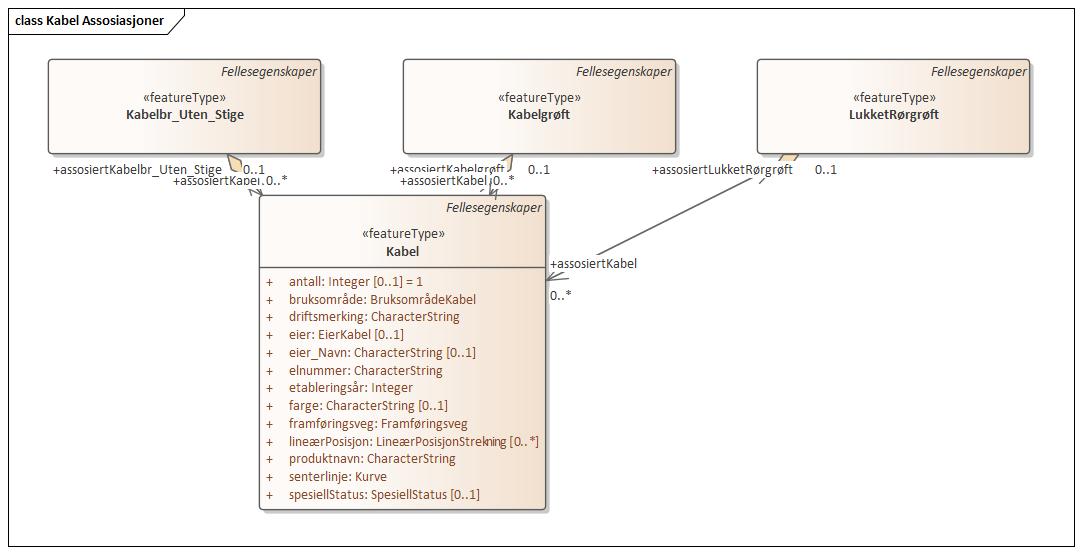 class Kabel Assosiasjoner
Fellesegenskaper
«featureType»
Kabelbr_Uten_Stige
Fellesegenskaper
«featureType»
Kabelgrøft
Fellesegenskaper
«featureType»
LukketRørgrøft
+assosiertKabelbr_Uten_Stige 0..1
+assosiertKabel 0..*
+assosiertKabelgrøft 0..1
+assosiertKabel 0..*
+assosiertLukketRørgrøft 0..1
+assosiertKabel
0..*
Fellesegenskaper
«featureType»
Kabel
+ antall: Integer [0..1] = 1
+ bruksområde: BruksområdeKabel
+ driftsmerking: CharacterString
+ eier: EierKabel [0..1]
+ eier_Navn: CharacterString [0..1]
+ elnummer: CharacterString
+ etableringsår: Integer
+ farge: CharacterString [0..1]
+ framføringsveg: Framføringsveg
+ lineærPosisjon: LineærPosisjonStrekning [0..*]
+ produktnavn: CharacterString
+ senterlinje: Kurve
+ spesiellStatus: SpesiellStatus [0..1]